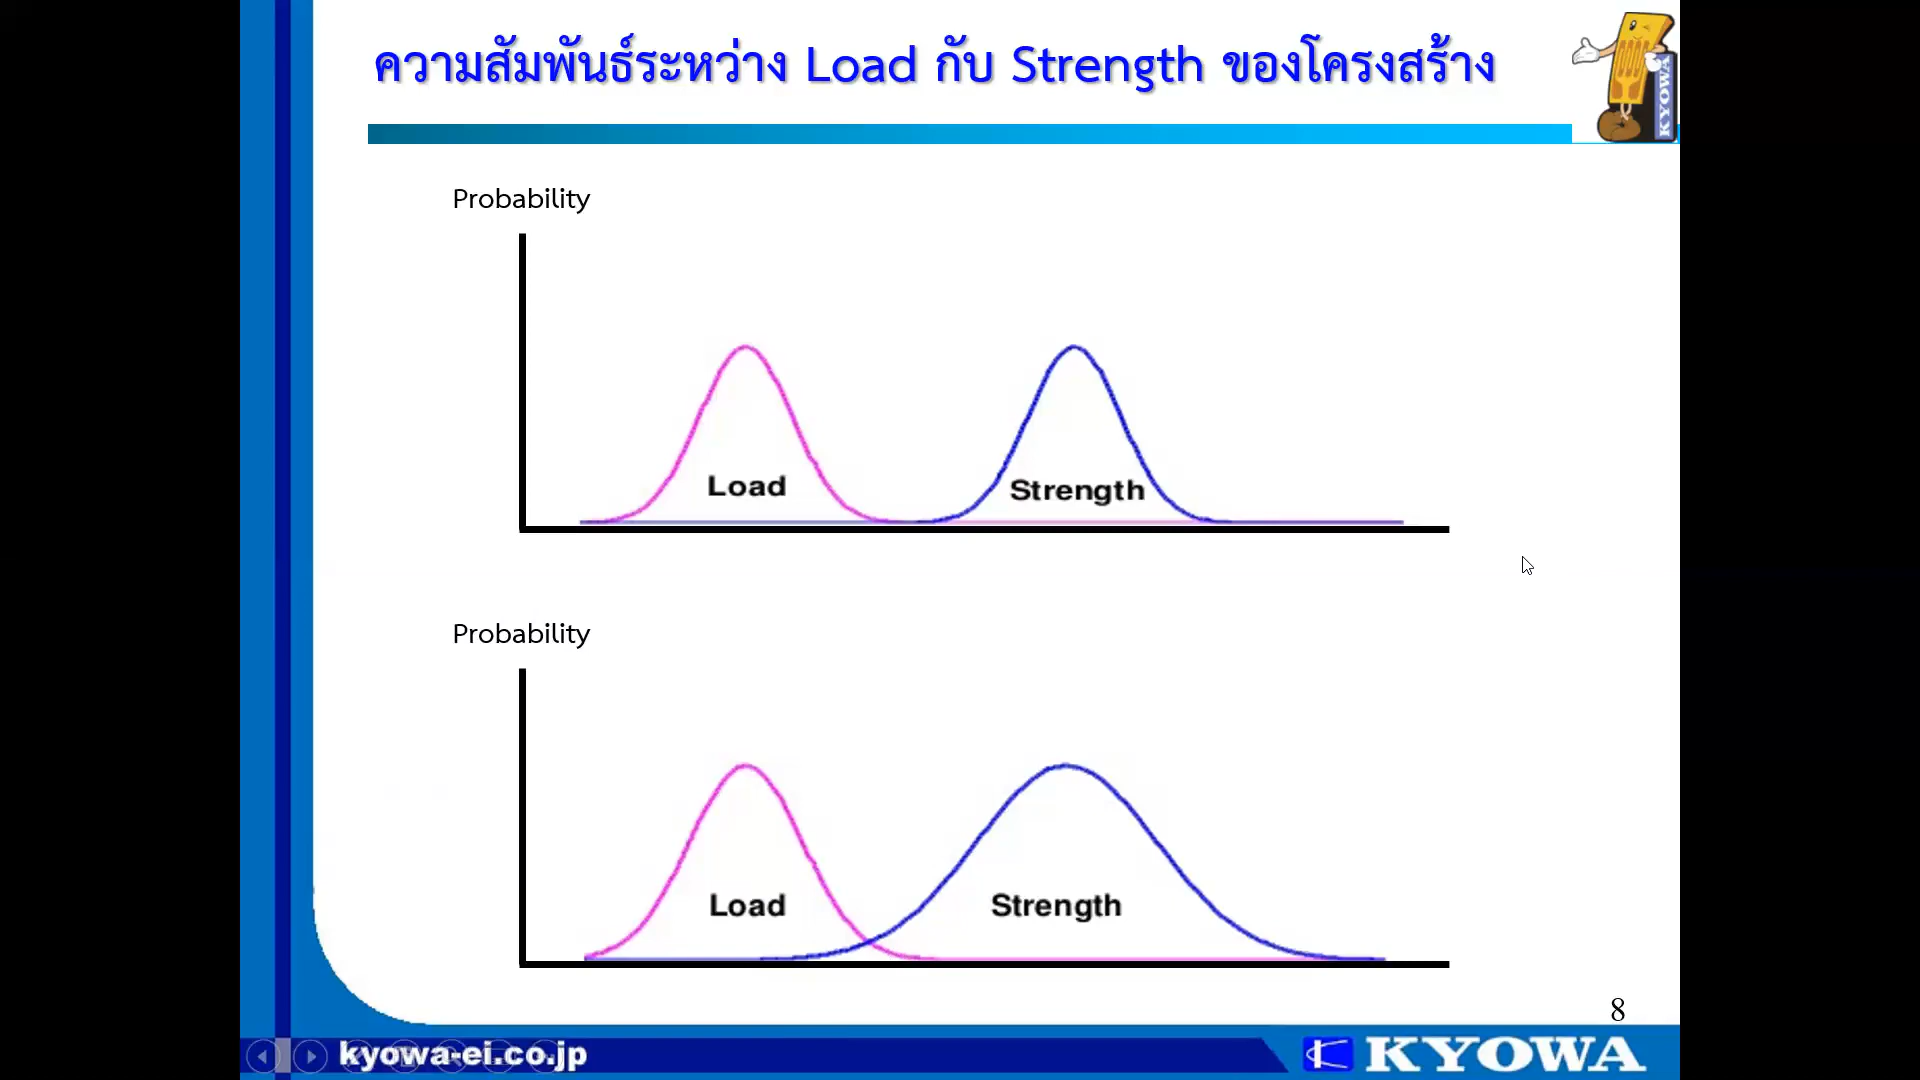 ความสัมพันธ์ระหว่าง Load กับ Strength ของโครงสร้าง
KYOWA
Probability
Load
Strength
Probability
Load
Strength
8
kyowa-ei.co.jp
KYOWA